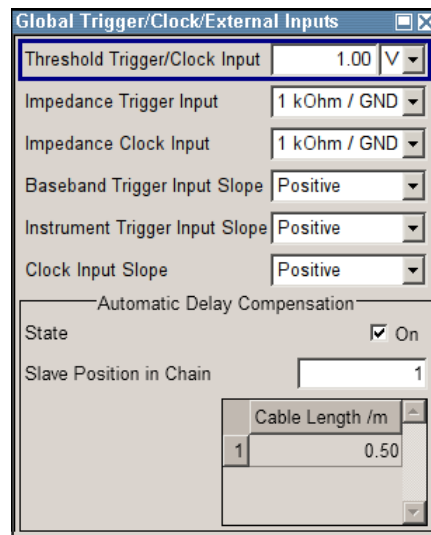 Global Trigger/Clock/External Inputs
Threshold Trigger/Clock Input 1.00 V
Impedance Trigger Input 1 kOhm / GND
Impedance Clock Input 1 kOhm / GND
Baseband Trigger Input Slope Positive
Instrument Trigger Input Slope Positive
Clock Input Slope Positive
Automatic Delay Compensation
State On
Slave Position in Chain 1
Cable Length /m
1 0.50